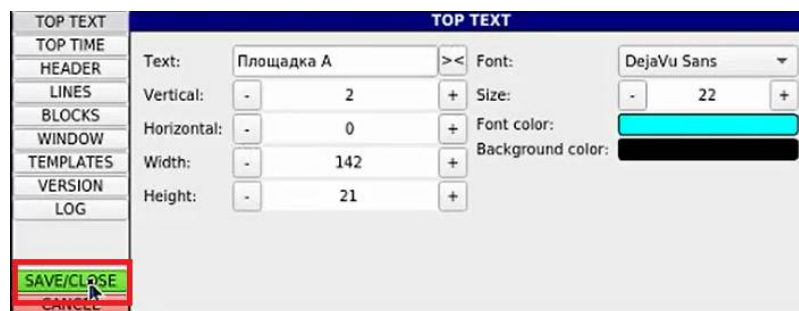 TOP TEXT
TOP TIME
HEADER
LINES
BLOCKS
WINDOW
TEMPLATES
VERSION
LOG
SAVE/CLOSE
CANCLE
TOP TEXT
Text: Площадка А >< Font: DejaVu Sans
Vertical: - 2 + Size: - 22 +
Horizontal: - 0 + Font color:
Background color:
Width: - 142 +
Height: - 21 +